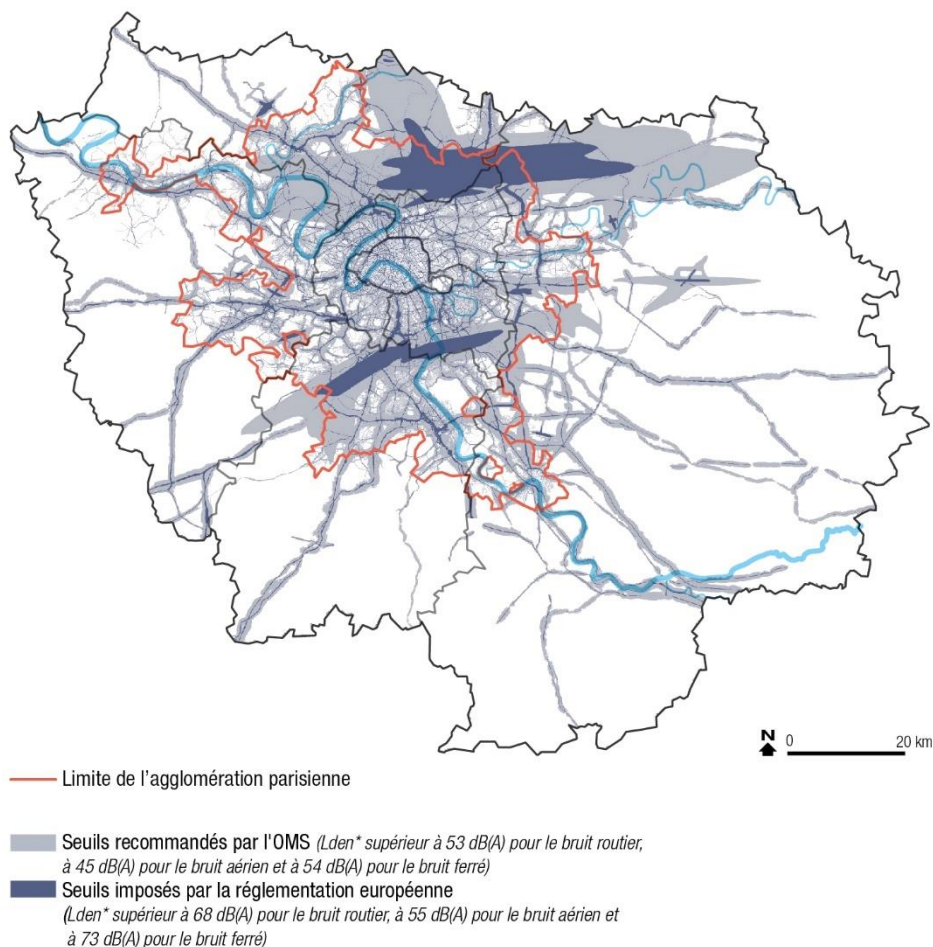 N 0 20 km
Limite de l'agglomération parisienne
Seuils recommandés par l'OMS (Lden* supérieur à 53 dB(A) pour le bruit routier,
à 45 dB(A) pour le bruit aérien et à 54 dB(A) pour le bruit ferré)
Seuils imposés par la réglementation européenne
(Lden* supérieur à 68 dB(A) pour le bruit routier, à 55 dB(A) pour le bruit aérien et
à 73 dB(A) pour le bruit ferré)